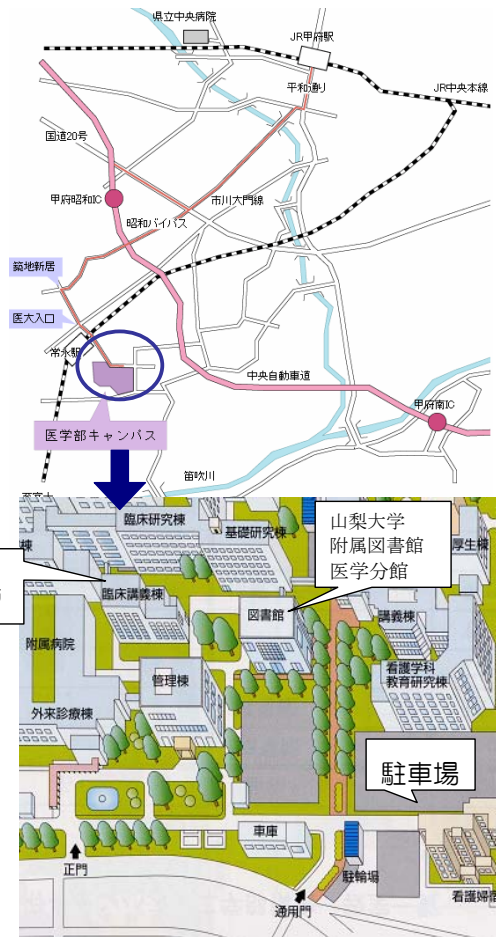 県立中央病院
JR甲府駅
平和通り
JR中央本線
国道20号
甲府昭和IC
市川大門線
昭和バイパス
築地新居
医大入口
常永駅
中央自動車道
甲府南IC
医学部キャンパス
笛吹川
臨床研究棟
基礎研究棟
山梨大学
附属図書館
医学分館
厚生棟
棟
臨床講義棟
図書館
講義棟
附属病院
管理棟
看護学科
教育研究棟
外来診療棟
駐車場
車庫
正門
駐輪場
通用門
看護婦宿